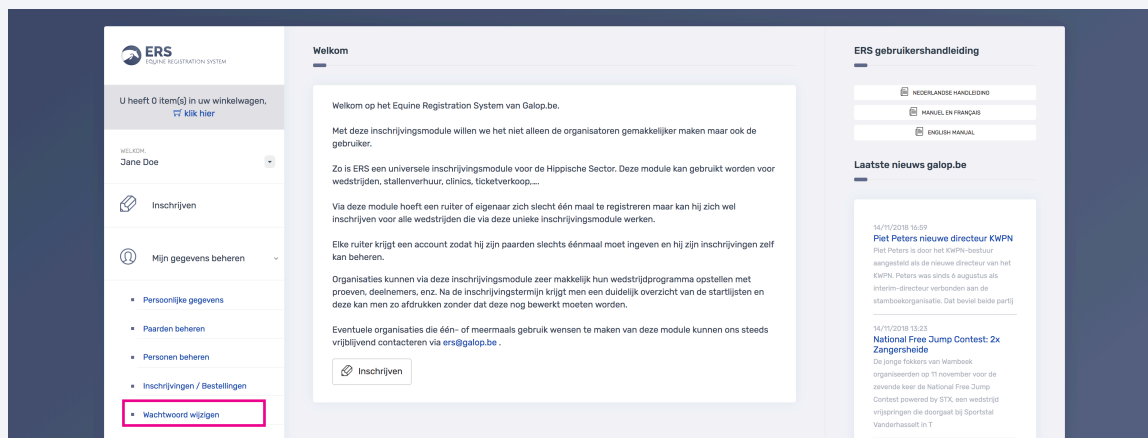 ERS
EQUINE REGISTRATION SYSTEM
U heeft 0 item(s) in uw winkelwagen,
klik hier
WELKOM,
Jane Doe
Inschrijven
Mijn gegevens beheren
Persoonlijke gegevens
Paarden beheren
Personen beheren
Inschrijvingen / Bestellingen
Wachtwoord wijzigen
Welkom
Welkom op het Equine Registration System van Galop.be.
Met deze inschrijvingsmodule willen we het niet alleen de organisatoren gemakkelijker maken maar ook de
gebruiker.
Zo is ERS een universele inschrijvingsmodule voor de Hippische Sector. Deze module kan gebruikt worden voor
wedstrijden, stallenverhuur, clinics, ticketverkoop,....
Via deze module hoeft een ruiter of eigenaar zich slecht één maal te registreren maar kan hij zich wel
inschrijven voor alle wedstrijden die via deze unieke inschrijvingsmodule werken.
Elke ruiter krijgt een account zodat hij zijn paarden slechts éénmaal moet ingeven en hij zijn inschrijvingen zelf
kan beheren.
Organisaties kunnen via deze inschrijvingsmodule zeer makkelijk hun wedstrijdprogramma opstellen met
proeven, deelnemers, enz. Na de inschrijvingstermijn krijgt men een duidelijk overzicht van de startlijsten en
deze kan men zo afdrukken zonder dat deze nog bewerkt moeten worden.
Eventuele organisaties die één- of meermaals gebruik wensen te maken van deze module kunnen ons steeds
vrijblijvend contacteren via ers@galop.be .
Inschrijven
ERS gebruikershandleiding
NEDERLANDSE HANDLEIDING
MANUEL EN FRANÇAIS
ENGLISH MANUAL
Laatste nieuws galop.be
14/11/2018 16:59
Piet Peters nieuwe directeur KWPN
Piet Peters is door het KWPN-bestuur
aangesteld als de nieuwe directeur van het
KWPN. Peters was sinds 6 augustus als
interim-directeur verbonden aan de
stamboekorganisatie. Dat beviel beide partij
14/11/2018 13:23
National Free Jump Contest: 2x
Zangersheide
De jonge fokkers van Wambeek
organiseerden op 11 november voor de
zevende keer de National Free Jump
Contest powered by STX, een wedstrijd
vrijspringen die doorgaat bij Sportstal
Vanderhasselt in T